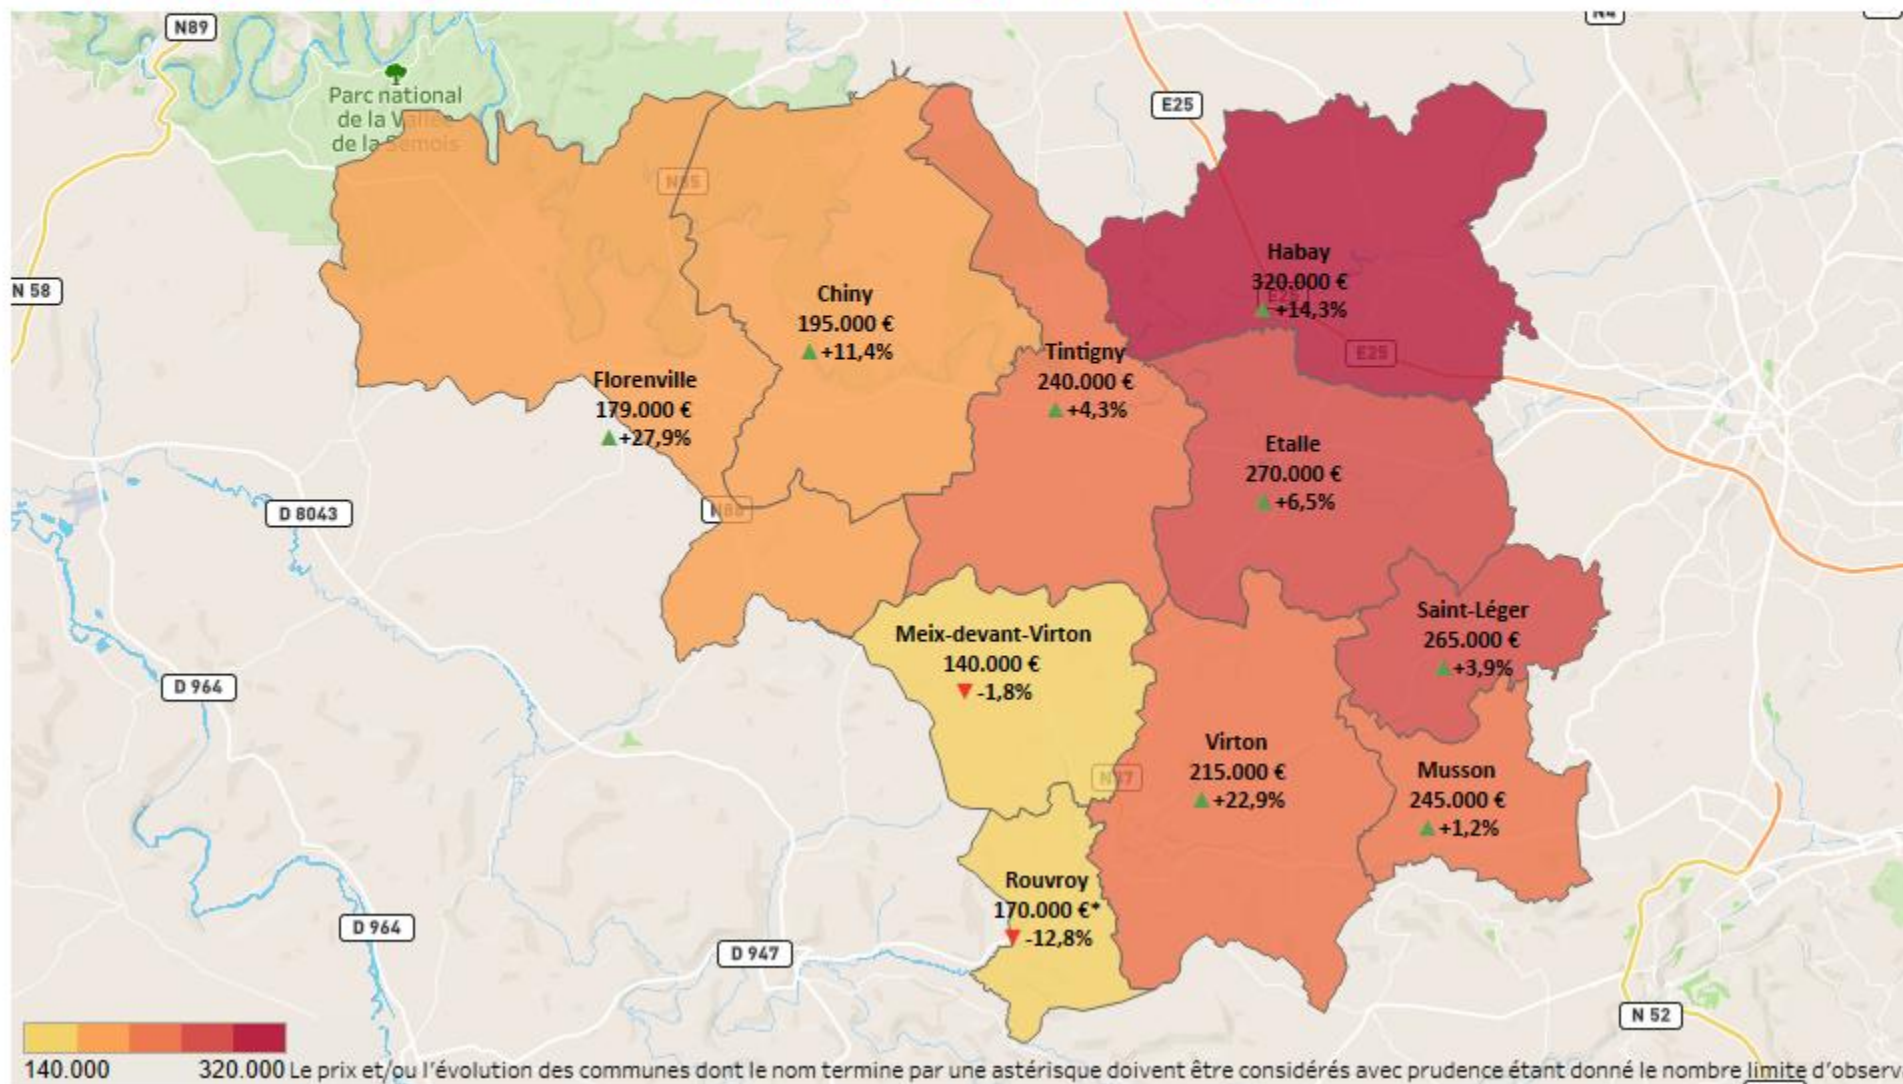 N89
N4
Parc national
de la Vallée
de la Semois
E25
N85
N 58
Habay
320.000 €
+14,3%
E25
E25
Chiny
195.000 €
+11,4%
Tintigny
240.000 €
+4,3%
Florenville
179.000 €
+27,9%
Etalle
270.000 €
+6,5%
D 8043
N88
Saint-Léger
265.000 €
+3,9%
Meix-devant-Virton
140.000 €
-1,8%
D 964
Virton
215.000 €
+22,9%
N87
Musson
245.000 €
+1,2%
Rouvroy
170.000 €*
-12,8%
D 964
D 947
N 52
140.000 320.000 Le prix et/ou l'évolution des communes dont le nom termine par une astérisque doivent être considérés avec prudence étant donné le nombre limite d'observ